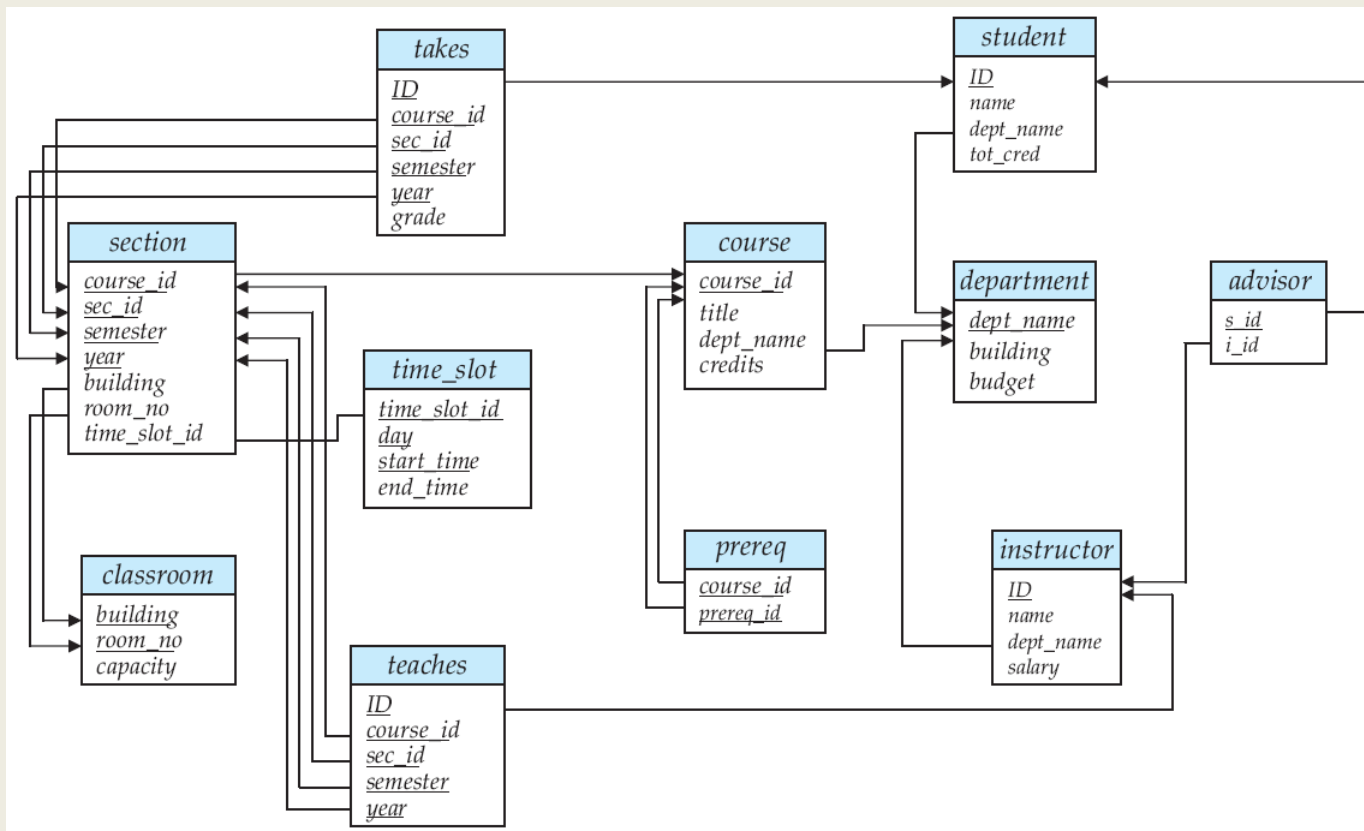 takes
ID
course_id
sec_id
semester
year
grade
student
ID
name
dept_name
tot_cred
section
course_id
sec_id
semester
year
building
room_no
time_slot_id
time_slot
time_slot_id
day
start_time
end_time
course
course_id
title
dept_name
credits
department
dept_name
building
budget
advisor
s_id
i_id
classroom
building
room_no
capacity
prereq
course_id
prereq_id
instructor
ID
name
dept_name
salary
teaches
ID
course_id
sec_id
semester
year